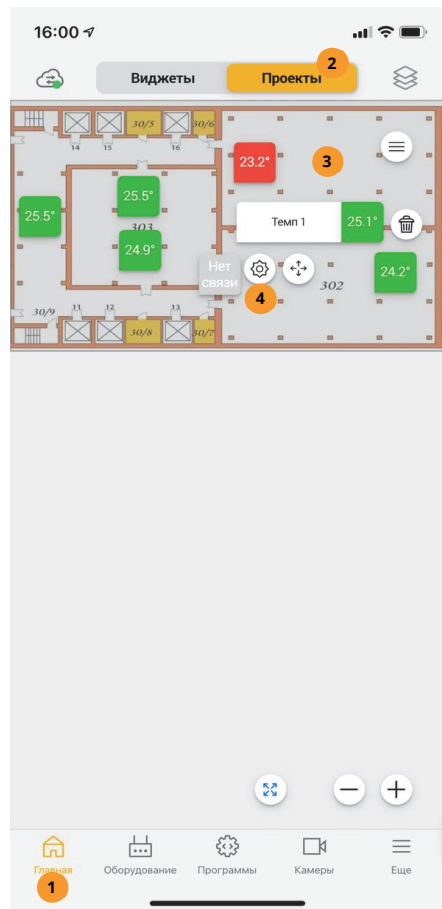 16:00
2
Виджеты
Проекты
30/5
30/6
14
15
16
23.2°
3
25.5°
25.5°
303
Темп 1
25.1°
24.9°
Нет
связи
4
24.2°
302
30/9
11
12
13
30/8
30/7
Главная
Оборудование
Программы
Камеры
Еще
1